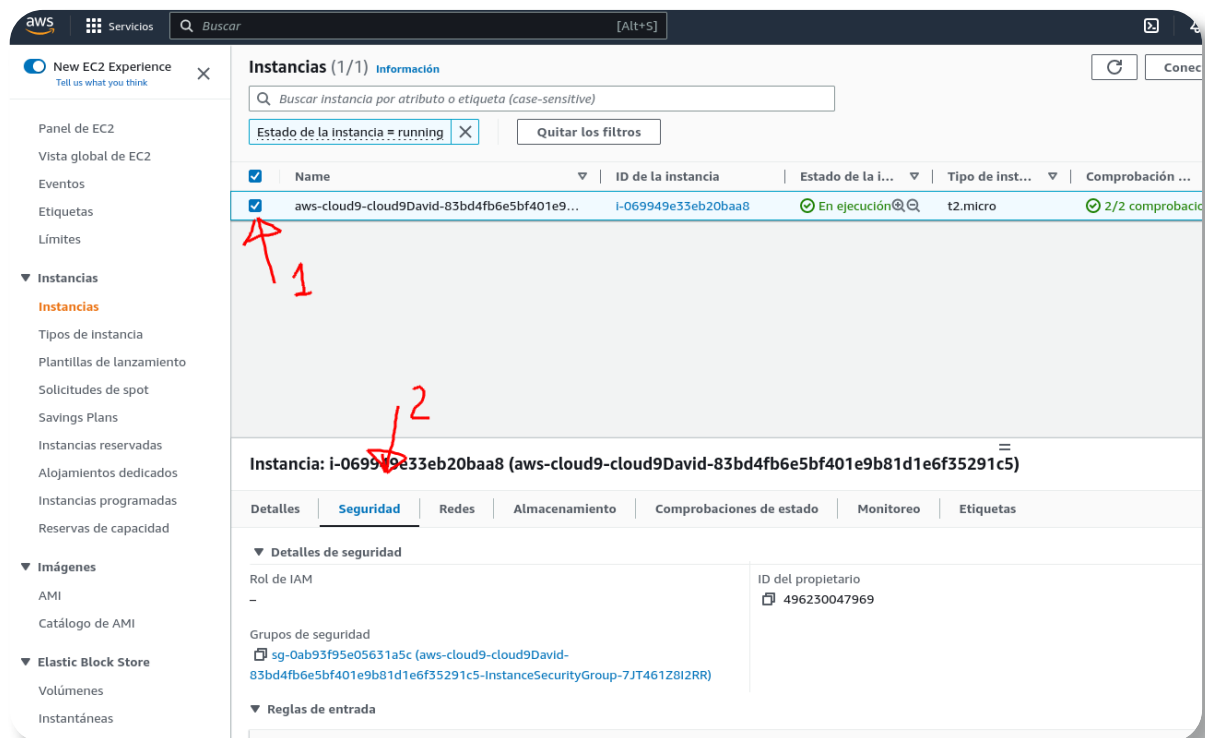 aws
Servicios
Buscar
[Alt+S]
New EC2 Experience
Tell us what you think
Panel de EC2
Vista global de EC2
Eventos
Etiquetas
Límites
Instancias
Instancias
Tipos de instancia
Plantillas de lanzamiento
Solicitudes de spot
Savings Plans
Instancias reservadas
Alojamientos dedicados
Instancias programadas
Reservas de capacidad
Imágenes
AMI
Catálogo de AMI
Elastic Block Store
Volúmenes
Instantáneas
Instancias (1/1) Información
Conec
Buscar instancia por atributo o etiqueta (case-sensitive)
Estado de la instancia = running
Quitar los filtros
Name ID de la instancia Estado de la i... Tipo de inst... Comprobación ...
aws-cloud9-cloud9David-83bd4fb6e5bf401e9... i-069949e33eb20baa8 En ejecución t2.micro 2/2 comprobacio
1
2
Instancia: i-069949e33eb20baa8 (aws-cloud9-cloud9David-83bd4fb6e5bf401e9b81d1e6f35291c5)
Detalles Seguridad Redes Almacenamiento Comprobaciones de estado Monitoreo Etiquetas
Detalles de seguridad
Rol de IAM
–
ID del propietario
496230047969
Grupos de seguridad
sg-0ab93f95e05631a5c (aws-cloud9-cloud9David-
83bd4fb6e5bf401e9b81d1e6f35291c5-InstanceSecurityGroup-7JT461Z8I2RR)
Reglas de entrada